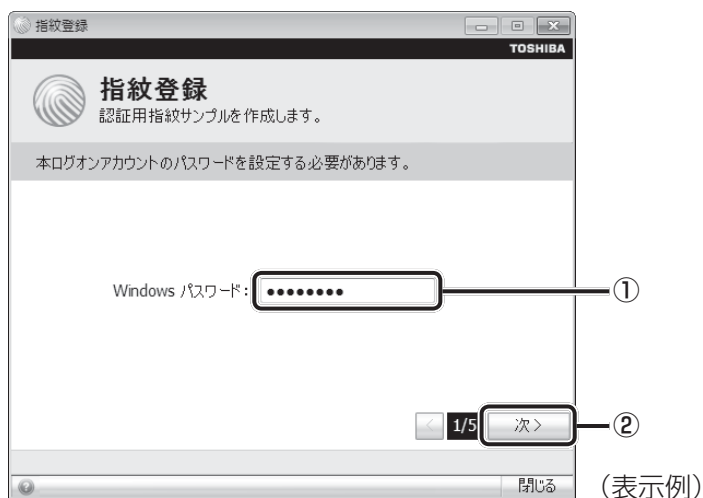 指紋登録
TOSHIBA
指紋登録
認証用指紋サンプルを作成します。
本ログオンアカウントのパスワードを設定する必要があります。
Windows パスワード: ●●●●●●●● ①
< 1/5 次> ②
? 閉じる
(表示例)